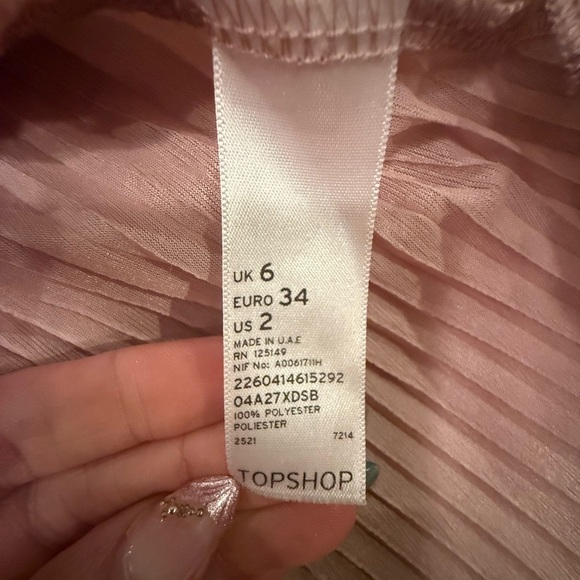 UK 6
EURO 34
US 2
MADE IN U.A.E
RN 125149
NIF No: A0061711H
2260414615292
04A27XDSB
100% POLYESTER
POLIESTER
2521 7214
TOPSHOP